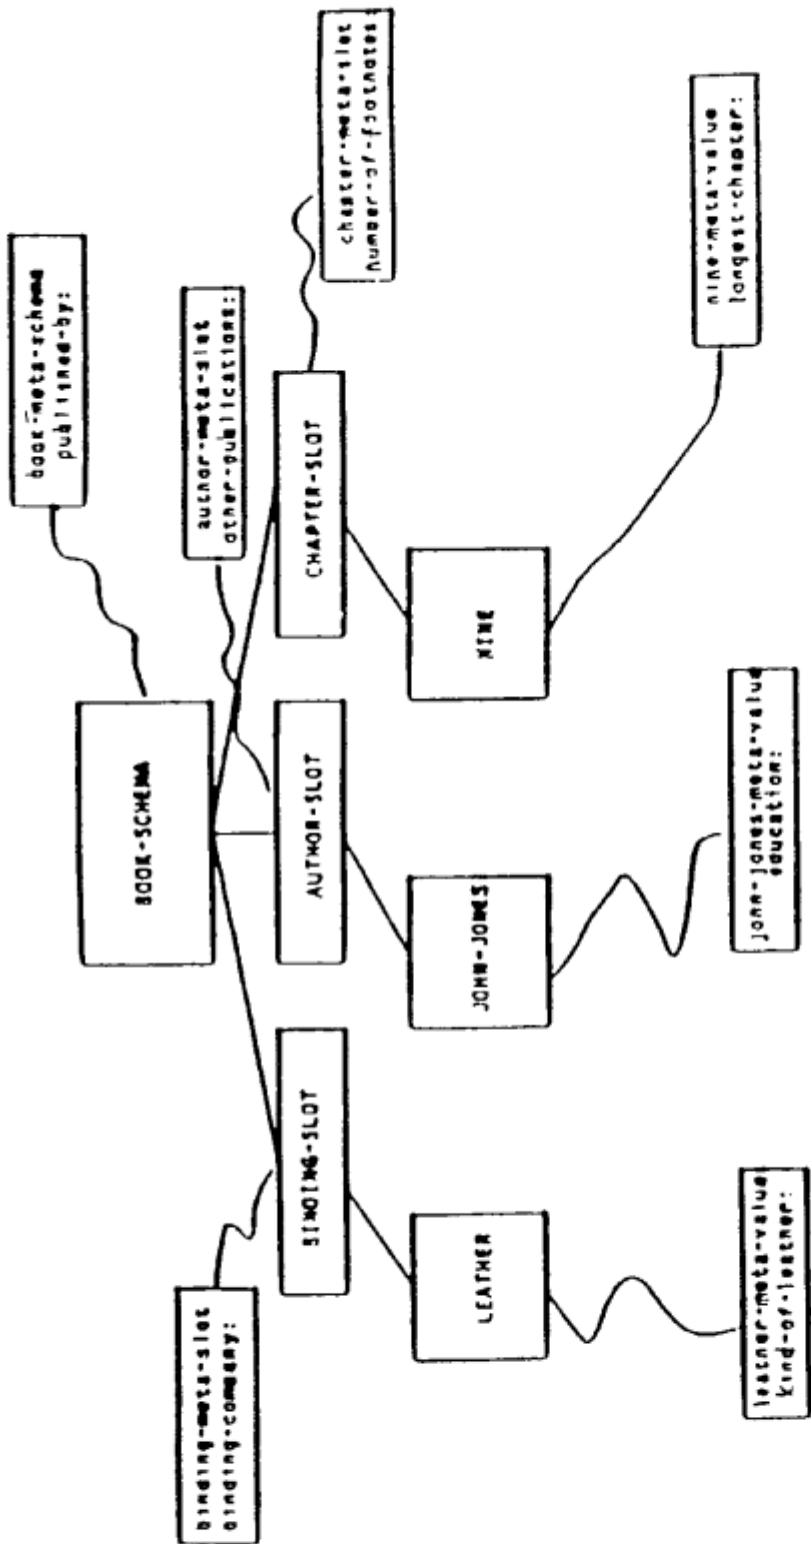 book-meta-schema
published-by:
author-meta-slot
other-publications:
chapter-meta-slot
number-of-footnotes:
binding-meta-slot
binding-company:
BOOK-SCHEMA
BINDING-SLOT
AUTHOR-SLOT
CHAPTER-SLOT
LEATHER
JOHN-JONES
NINE
leather-meta-value
kind-of-leather:
john-jones-meta-value
education:
nine-meta-value
longest-chapter: